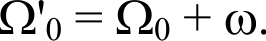 Ω'₀ = Ω₀ + ω.